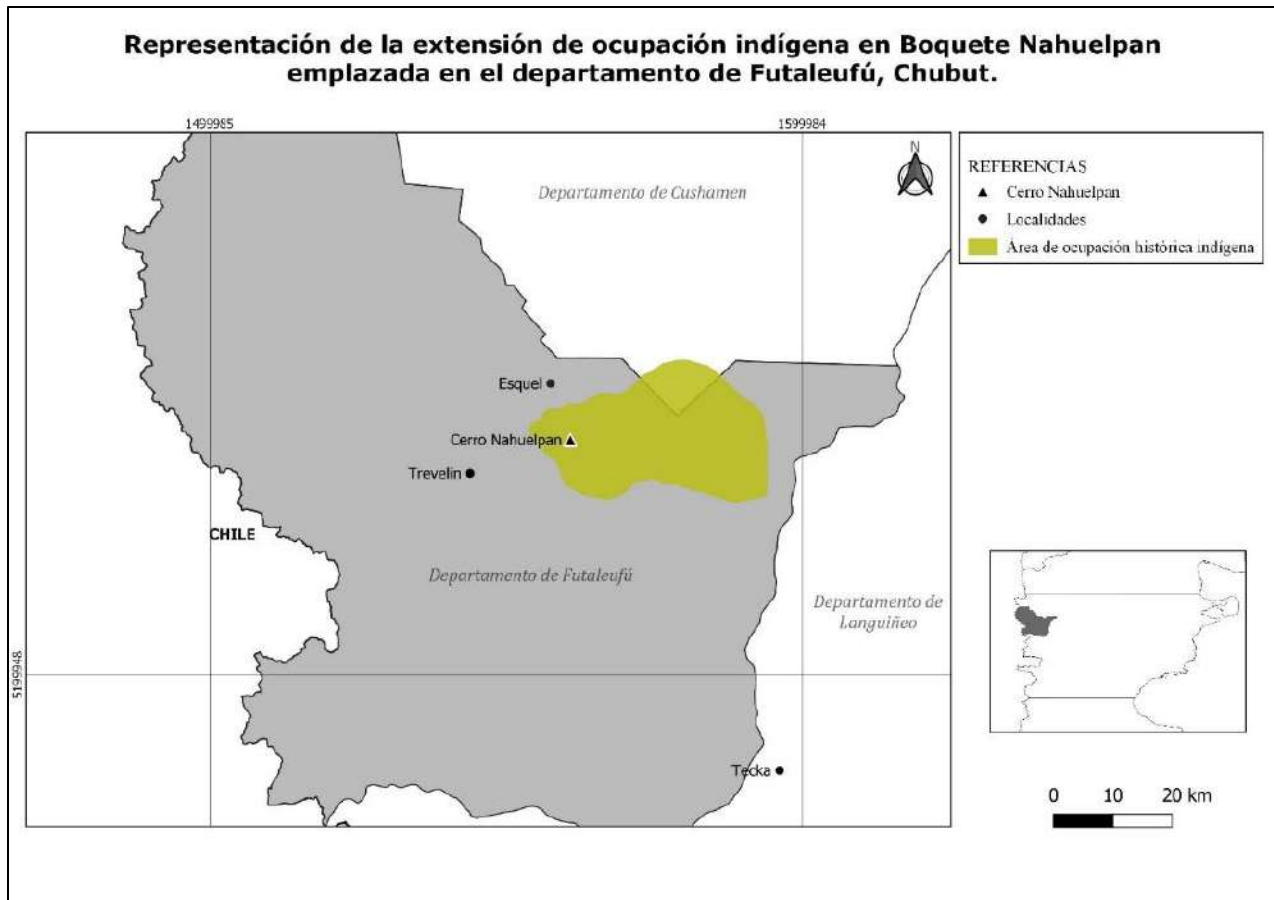 Representación de la extensión de ocupación indígena en Boquete Nahuelpan
emplazada en el departamento de Futaleufú, Chubut.
1499985
1599984
N
REFERENCIAS
Cerro Nahuelpan
Localidades
Área de ocupación histórica indígena
Departamento de Cushamen
Esquel
Cerro Nahuelpan
Trevelin
CHILE
Departamento de Futaleufú
Departamento de
Languiñeo
5199948
Tecka
0 10 20 km